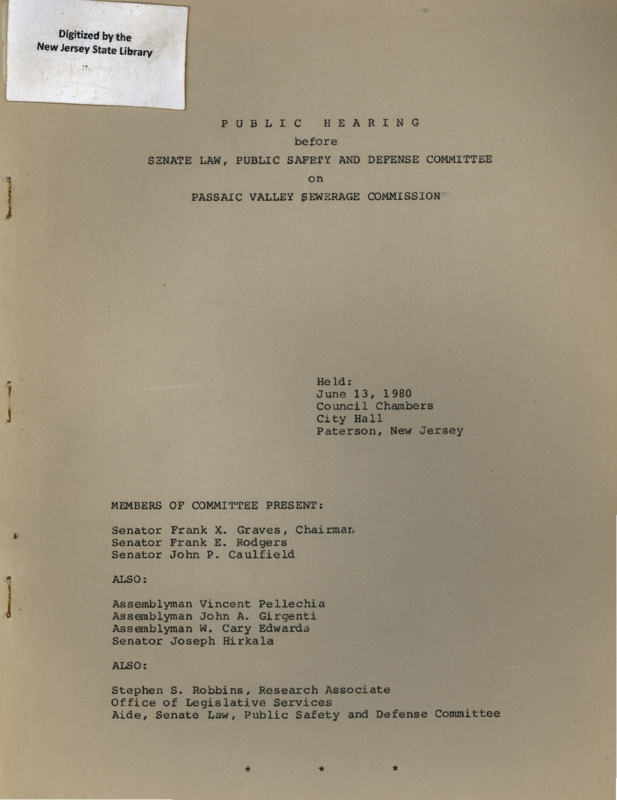 Digitized by the
New Jersey State Library
P U B L I C   H E A R I N G
before
SENATE LAW, PUBLIC SAFETY AND DEFENSE COMMITTEE
on
PASSAIC VALLEY SEWERAGE COMMISSION
Held:
June 13, 1980
Council Chambers
City Hall
Paterson, New Jersey
MEMBERS OF COMMITTEE PRESENT:
Senator Frank X. Graves, Chairman
Senator Frank E. Rodgers
Senator John P. Caulfield
ALSO:
Assemblyman Vincent Pellechia
Assemblyman John A. Girgenti
Assemblyman W. Cary Edwards
Senator Joseph Hirkala
ALSO:
Stephen S. Robbins, Research Associate
Office of Legislative Services
Aide, Senate Law, Public Safety and Defense Committee
* * *